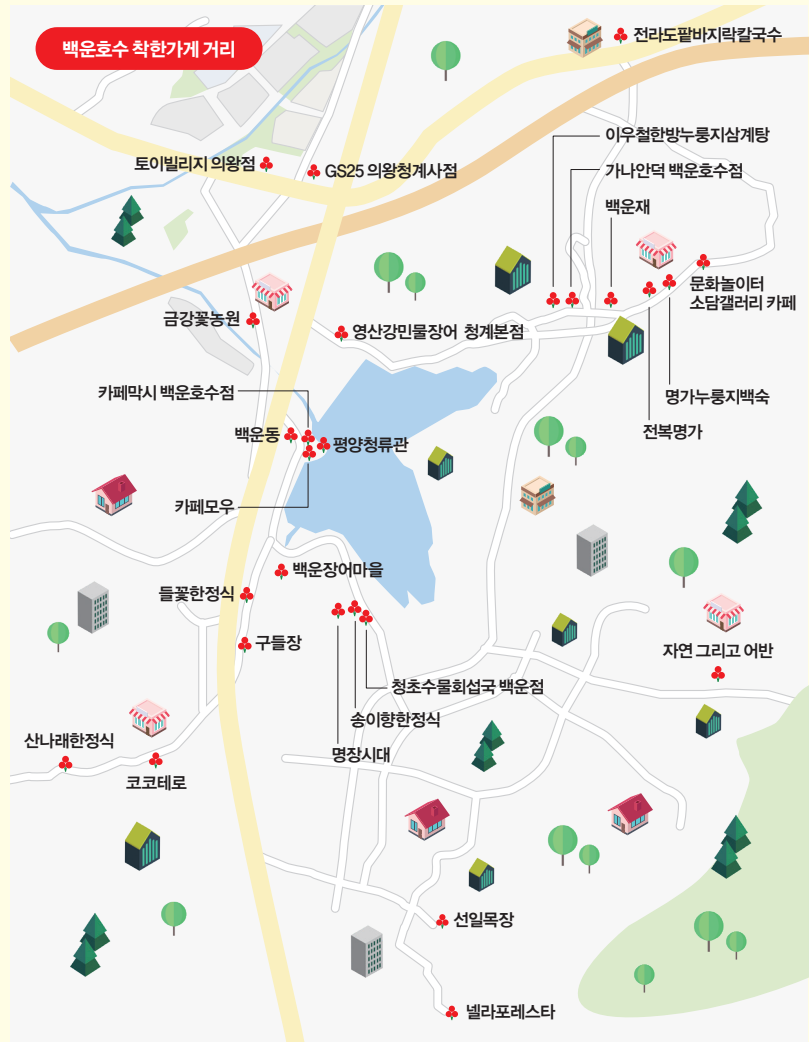 백운호수 착한가게 거리
전라도팥바지락칼국수
이우철한방누룽지삼계탕
토이빌리지 의왕점
GS25 의왕청계사점
가나안덕 백운호수점
백운재
문화놀이터
소담갤러리 카페
금강꽃농원
영산강민물장어 청계본점
카페막시 백운호수점
명가누룽지백숙
백운동
평양청류관
전복명가
카페모우
백운장어마을
들꽃한정식
구들장
자연 그리고 어반
청초수물회섭국 백운점
송이향한정식
산나래한정식
명장시대
코코테로
선일목장
넬라포레스타